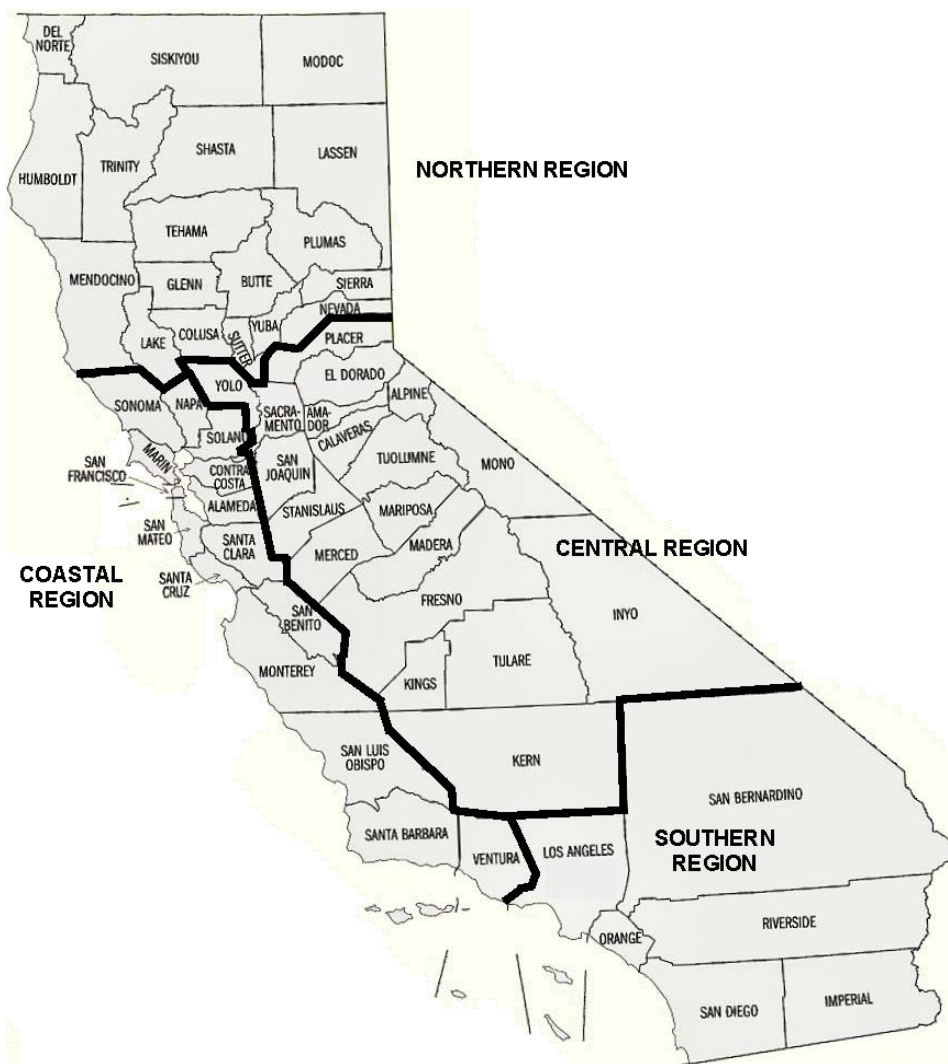 DEL
NORTE
SISKIYOU
MODOC
HUMBOLDT
TRINITY
SHASTA
LASSEN
NORTHERN REGION
TEHAMA
PLUMAS
MENDOCINO
GLENN
BUTTE
SIERRA
LAKE
COLUSA
SUTTER
YUBA
NEVADA
PLACER
SONOMA
NAPA
YOLO
EL DORADO
ALPINE
SACRA-
MENTO
AMA-
DOR
SOLANO
CALAVERAS
MARIN
SAN
FRANCISCO
CONTRA
COSTA
SAN
JOAQUIN
TUOLUMNE
MONO
ALAMEDA
STANISLAUS
MARIPOSA
SAN
MATEO
SANTA
CLARA
MERCED
MADERA
CENTRAL REGION
COASTAL
REGION
SANTA
CRUZ
SAN
BENITO
FRESNO
INYO
MONTEREY
KINGS
TULARE
SAN LUIS
OBISPO
KERN
SAN BERNARDINO
SANTA BARBARA
VENTURA
LOS ANGELES
SOUTHERN
REGION
ORANGE
RIVERSIDE
SAN DIEGO
IMPERIAL